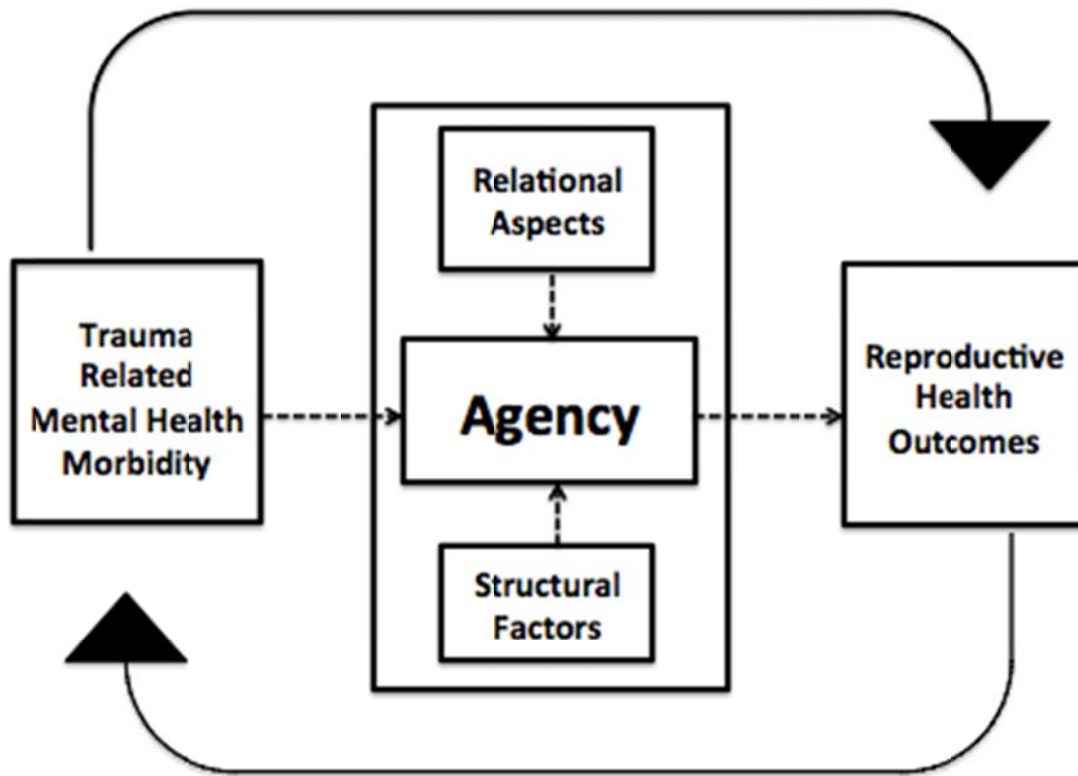 Relational
Aspects
Trauma
Related
Mental Health
Morbidity
Agency
Reproductive
Health
Outcomes
Structural
Factors